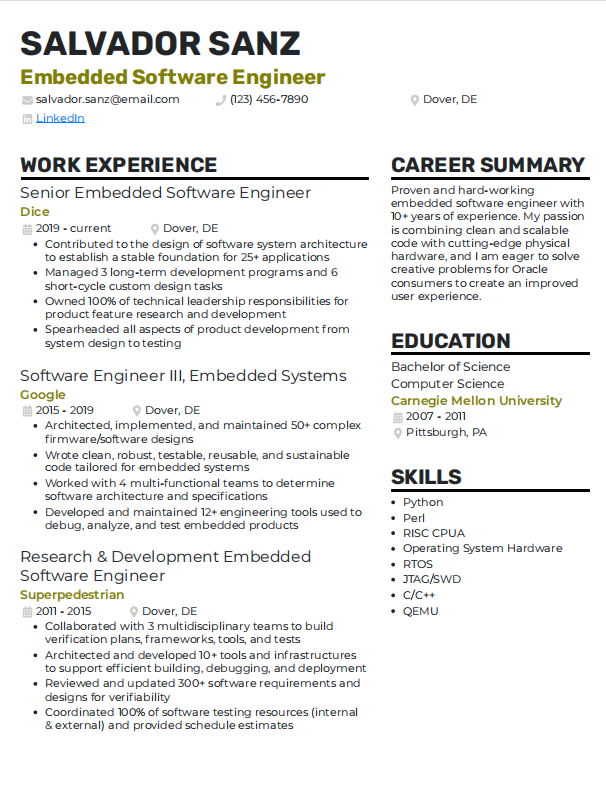 SALVADOR SANZ
Embedded Software Engineer
salvador.sanz@email.com (123) 456-7890 Dover, DE
LinkedIn
WORK EXPERIENCE
Senior Embedded Software Engineer
Dice
2019 - current Dover, DE
Contributed to the design of software system architecture
to establish a stable foundation for 25+ applications
Managed 3 long-term development programs and 6
short-cycle custom design tasks
Owned 100% of technical leadership responsibilities for
product feature research and development
Spearheaded all aspects of product development from
system design to testing
Software Engineer III, Embedded Systems
Google
2015 - 2019 Dover, DE
Architected, implemented, and maintained 50+ complex
firmware/software designs
Wrote clean, robust, testable, reusable, and sustainable
code tailored for embedded systems
Worked with 4 multi-functional teams to determine
software architecture and specifications
Developed and maintained 12+ engineering tools used to
debug, analyze, and test embedded products
Research & Development Embedded
Software Engineer
Superpedestrian
2011 - 2015 Dover, DE
Collaborated with 3 multidisciplinary teams to build
verification plans, frameworks, tools, and tests
Architected and developed 10+ tools and infrastructures
to support efficient building, debugging, and deployment
Reviewed and updated 300+ software requirements and
designs for verifiability
Coordinated 100% of software testing resources (internal
& external) and provided schedule estimates
CAREER SUMMARY
Proven and hard-working
embedded software engineer with
10+ years of experience. My passion
is combining clean and scalable
code with cutting-edge physical
hardware, and I am eager to solve
creative problems for Oracle
consumers to create an improved
user experience.
EDUCATION
Bachelor of Science
Computer Science
Carnegie Mellon University
2007 - 2011
Pittsburgh, PA
SKILLS
Python
Perl
RISC CPUA
Operating System Hardware
RTOS
JTAG/SWD
C/C++
QEMU